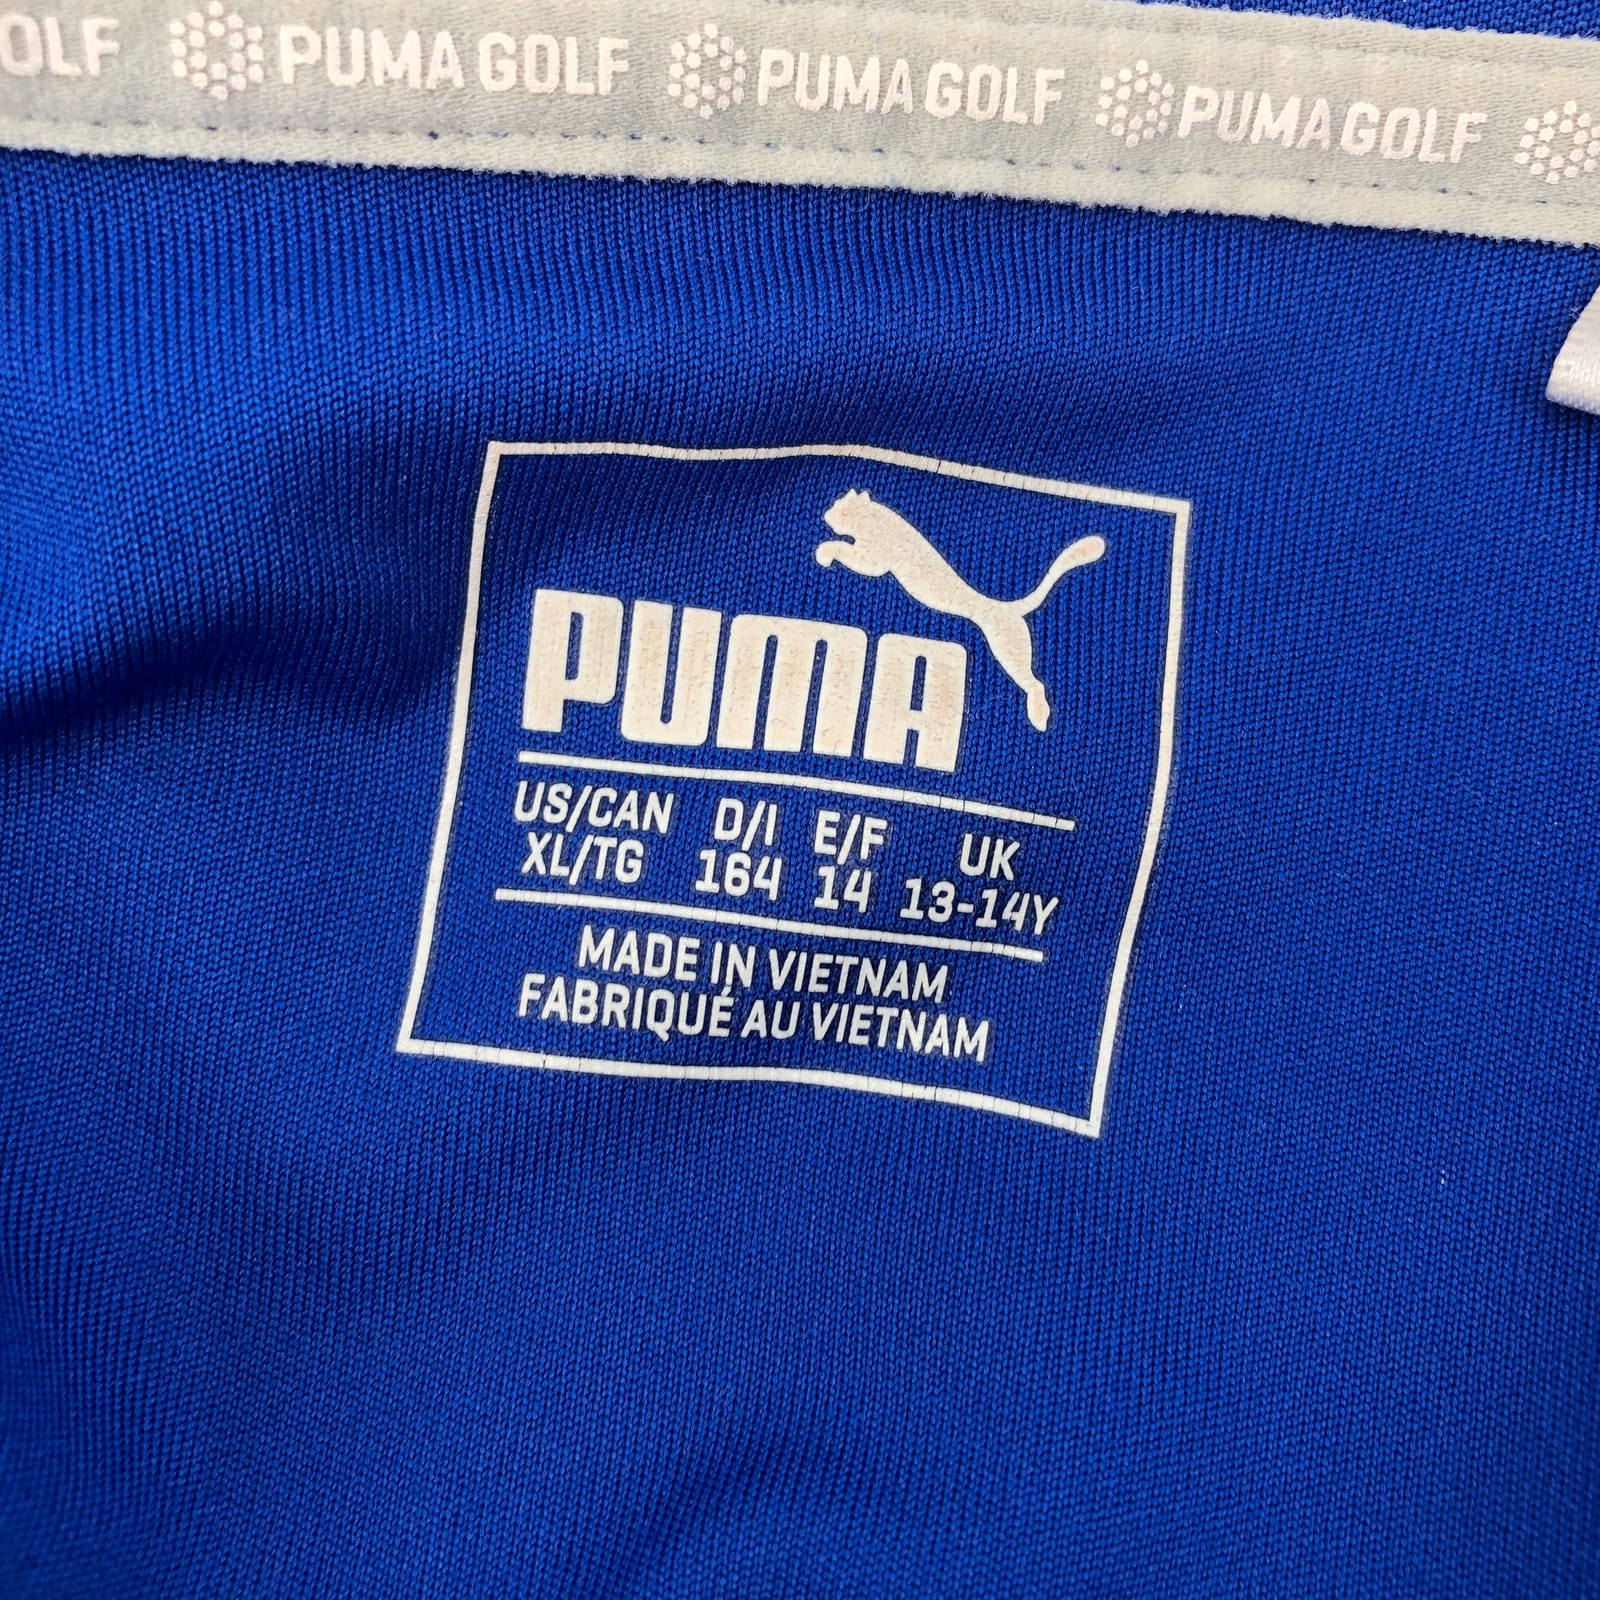 OLF PUMA GOLF PUMA GOLF PUMA GOLF
PUMA
US/CAN D/I E/F UK
XL/TG 164 14 13-14Y
MADE IN VIETNAM
FABRIQUÉ AU VIETNAM